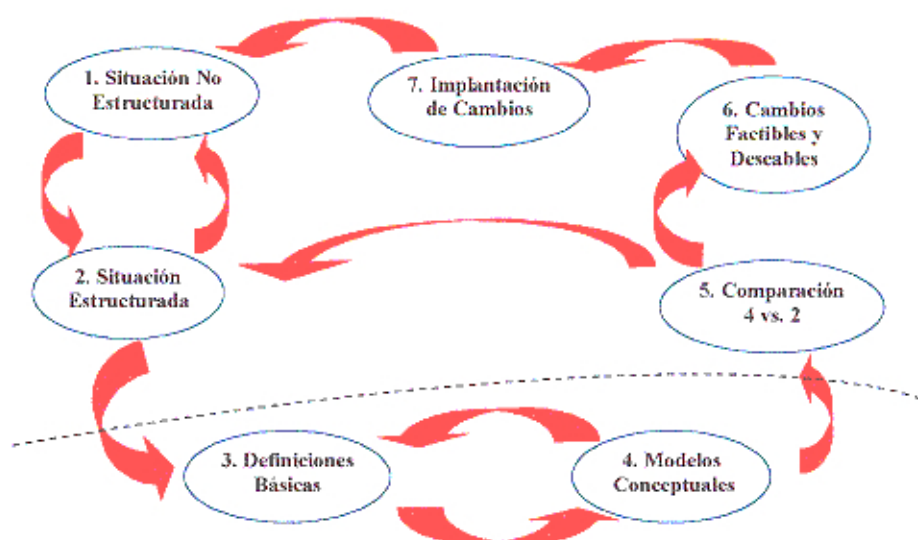 1. Situación No
Estructurada
7. Implantación
de Cambios
6. Cambios
Factibles y
Deseables
2. Situación
Estructurada
5. Comparación
4 vs. 2
3. Definiciones
Básicas
4. Modelos
Conceptuales